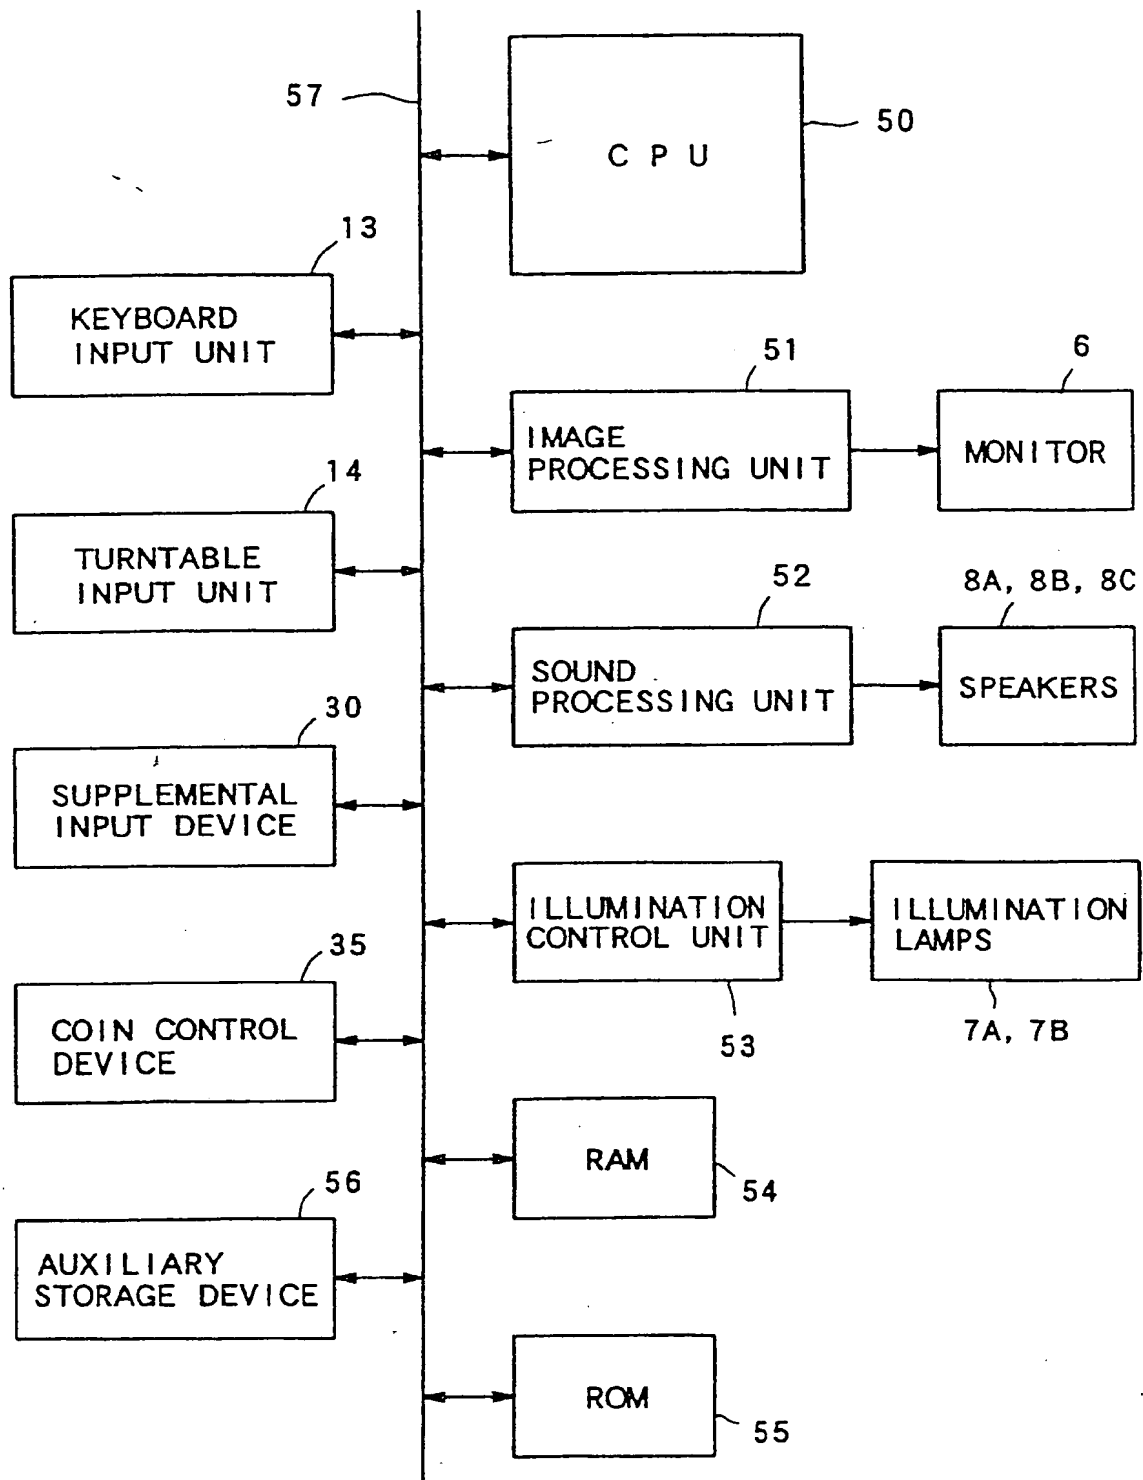 57
50
CPU
13
KEYBOARD
INPUT UNIT
51
6
IMAGE
PROCESSING UNIT
MONITOR
14
TURNTABLE
INPUT UNIT
52
8A, 8B, 8C
SOUND
PROCESSING UNIT
SPEAKERS
30
SUPPLEMENTAL
INPUT DEVICE
ILLUMINATION
CONTROL UNIT
ILLUMINATION
LAMPS
53
7A, 7B
35
COIN CONTROL
DEVICE
RAM
54
56
AUXILIARY
STORAGE DEVICE
ROM
55